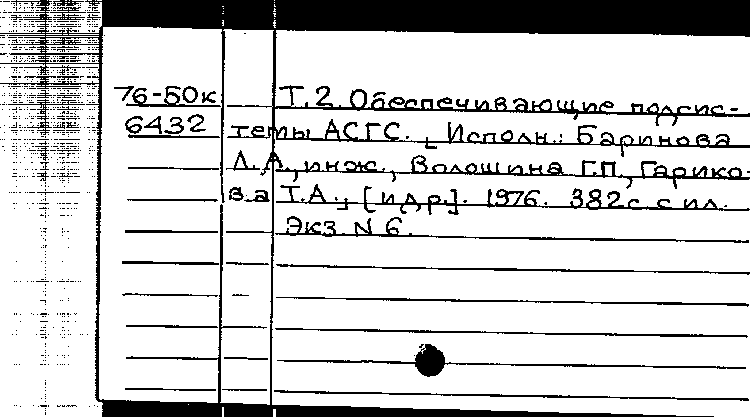 76-50к Т.2. Обеспечивающие подсис-
6432 темы АСГС. Исполн.: Баринова
Л.А., инж., Волошина Г.П., Гарико-
ва Т.А., [и др.]. 1976. 382с с ил.
Экз N 6.